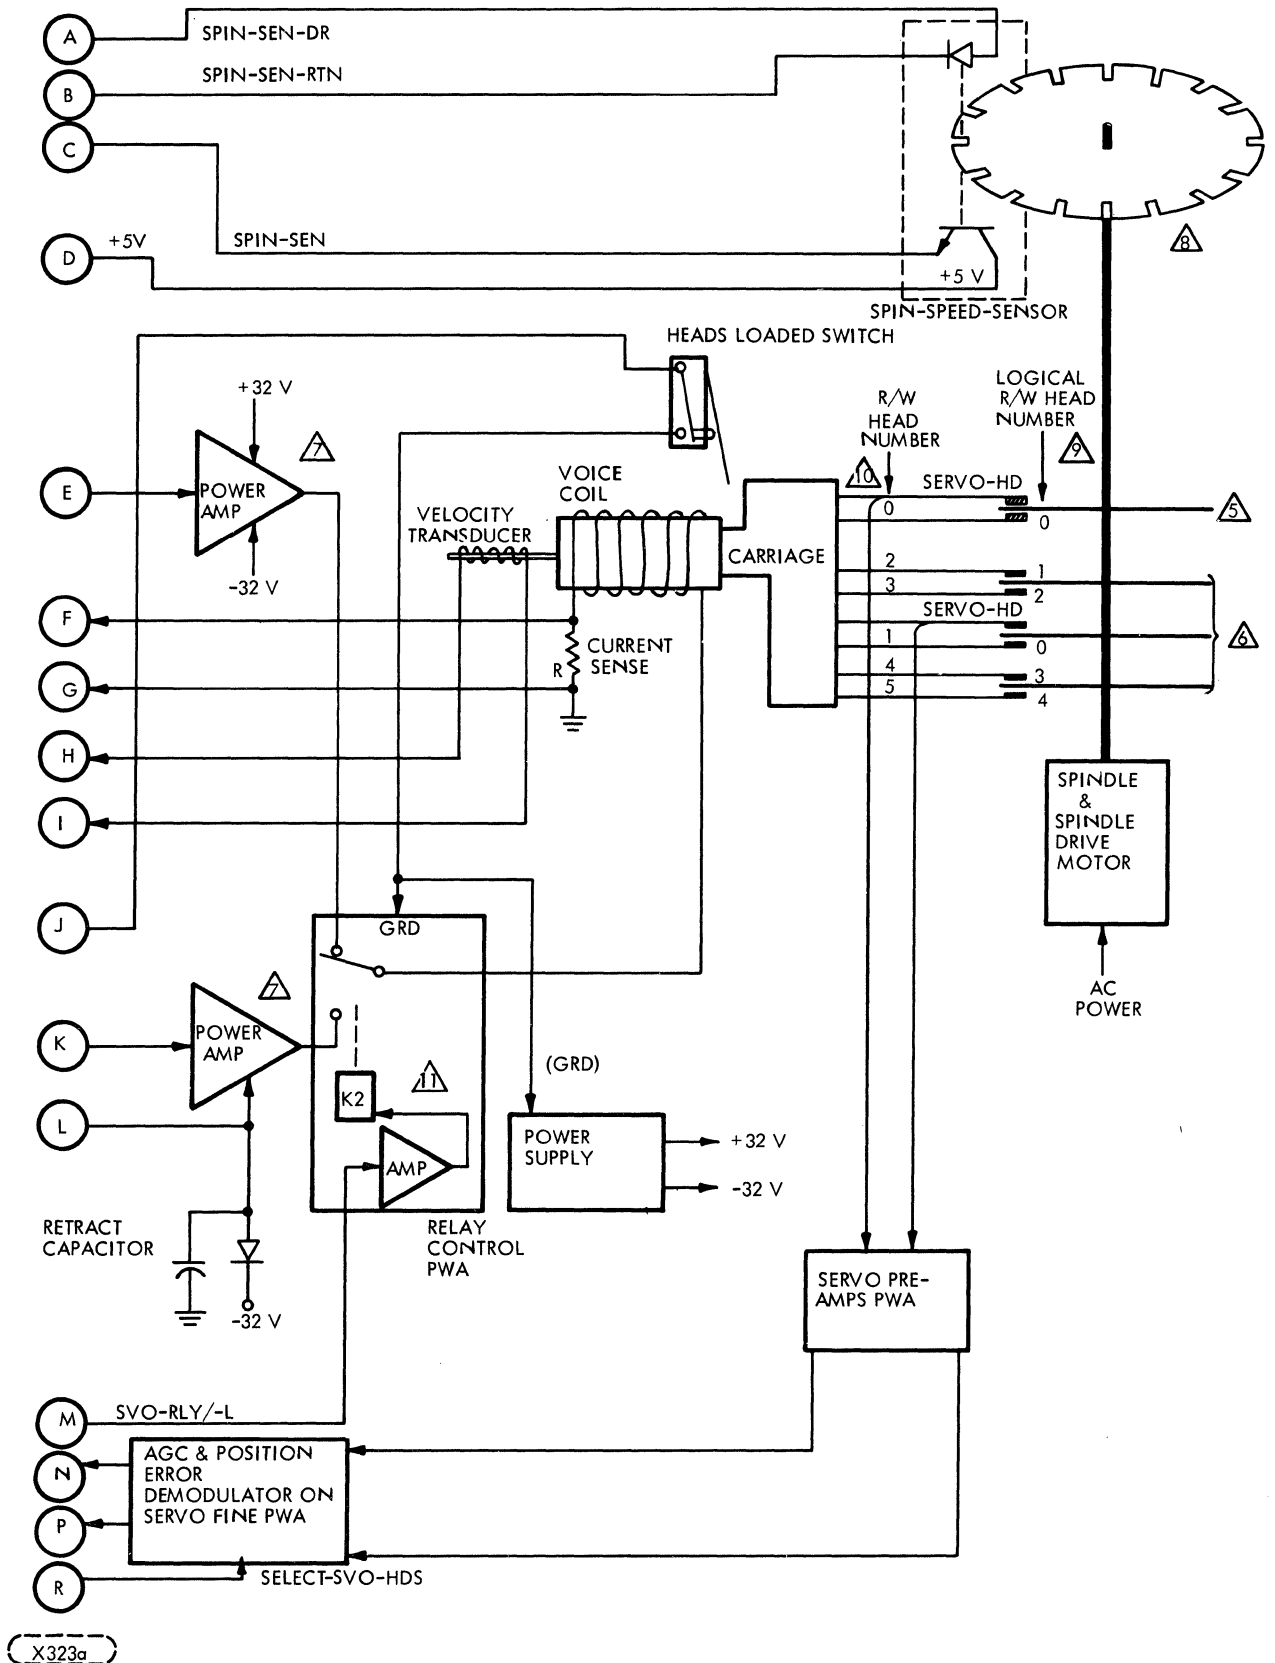 A
SPIN-SEN-DR
SPIN-SEN-RTN
B
C
+5V
SPIN-SEN
D
+5 V
8
SPIN-SPEED-SENSOR
HEADS LOADED SWITCH
+32 V
7
E
POWER
AMP
-32 V
VOICE
COIL
VELOCITY
TRANSDUCER
R/W
HEAD
NUMBER
LOGICAL
R/W HEAD
NUMBER
9
10
SERVO-HD
0
0
5
CARRIAGE
2
1
3
2
SERVO-HD
1
0
6
4
3
5
4
F
CURRENT
SENSE
R
G
H
I
J
SPINDLE
&
SPINDLE
DRIVE
MOTOR
AC
POWER
GRD
7
K
POWER
AMP
L
K2
11
AMP
(GRD)
POWER
SUPPLY
+32 V
-32 V
RETRACT
CAPACITOR
-32 V
RELAY
CONTROL
PWA
SERVO PRE-
AMPS PWA
M
SVO-RLY/-L
N
P
R
AGC & POSITION
ERROR
DEMODULATOR ON
SERVO FINE PWA
SELECT-SVO-HDS
X323a